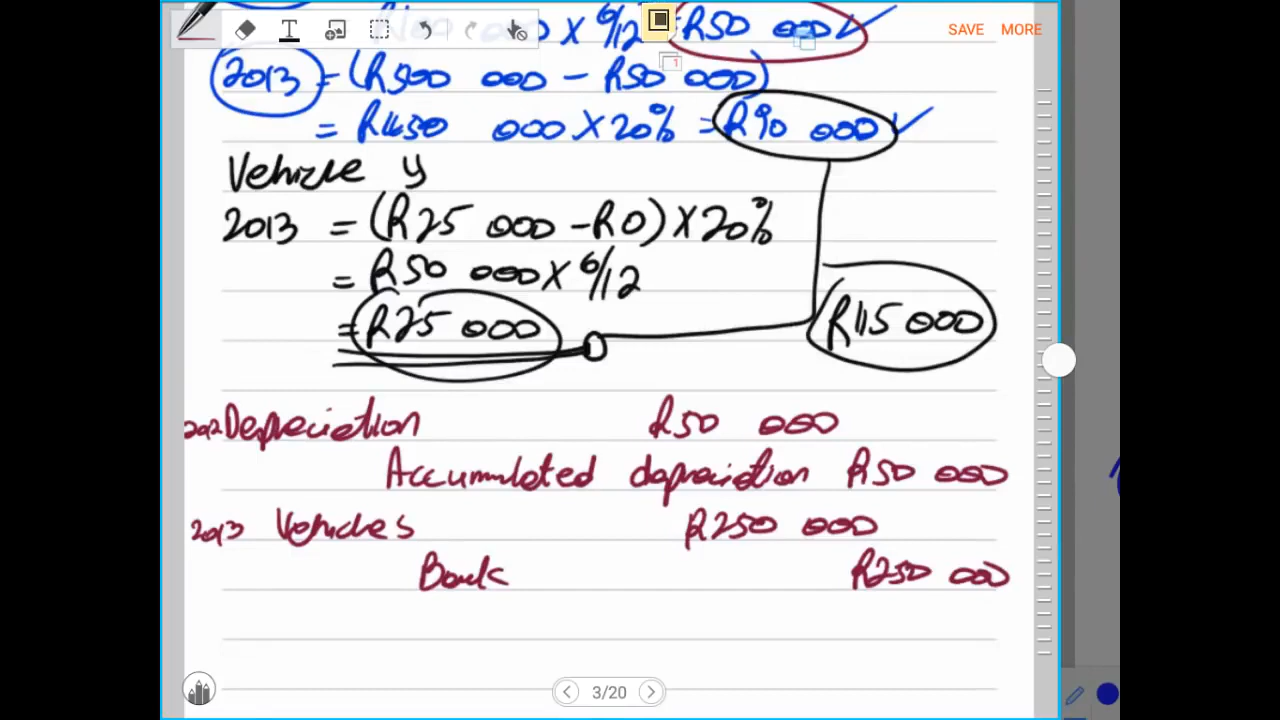 SAVE MORE
000 X 6/12 = R50 000 ✓
2013 = (R500 000 - R50 000)
= R450 000 X 20% = R90 000 ✓
Vehicle y
2013 = (R25 000 - R0) X 20%
= R50 000 X 6/12
= R25 000
R115 000
2012 Depreciation R50 000
Accumulated depreciation R50 000
2013 Vehicles R250 000
Bank R250 000
3/20